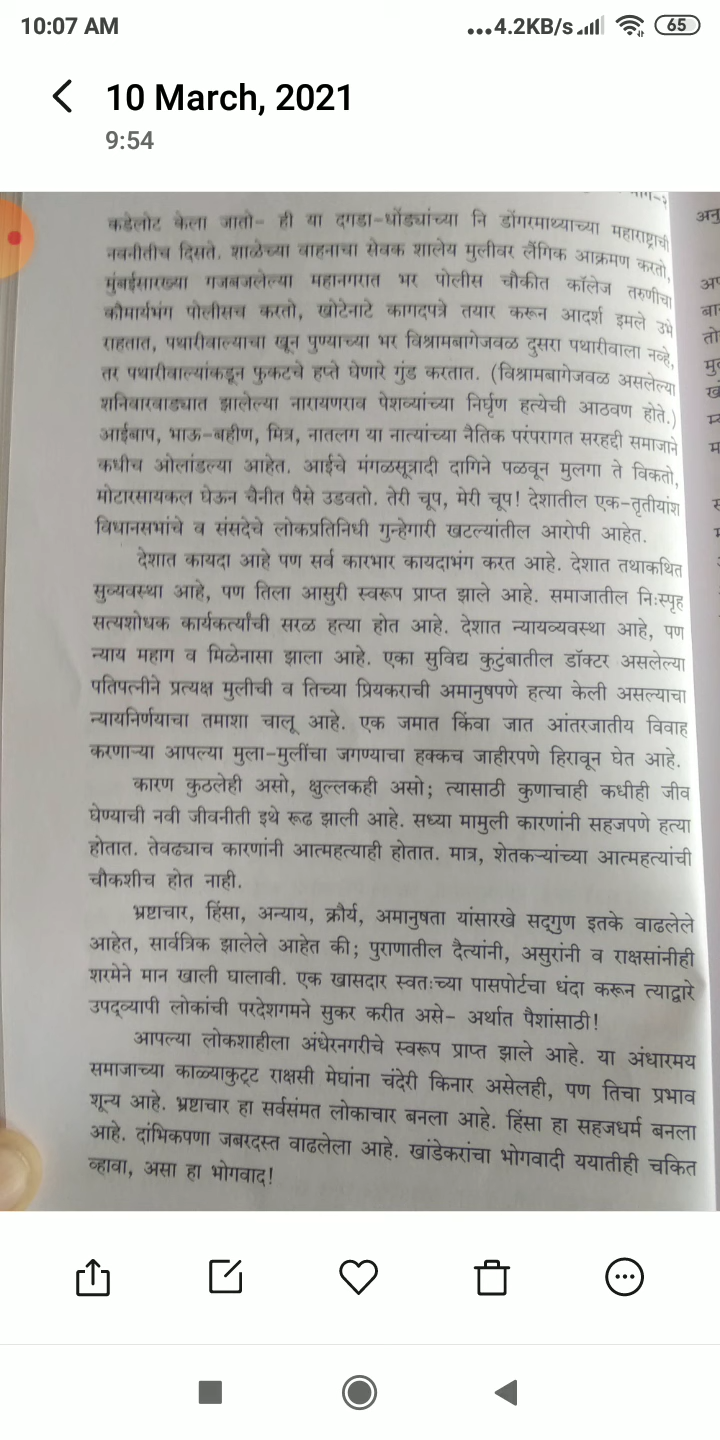 10:07 AM
...4.2KB/s
65
10 March, 2021
9:54
कडेलोट केला जातो- ही या दगडा-धोंड्यांच्या नि डोंगरमाथ्याच्या महाराष्ट्राची
नवनीतीच दिसते. शाळेच्या वाहनाचा सेवक शालेय मुलीवर लैंगिक आक्रमण करतो,
मुंबईसारख्या गजबजलेल्या महानगरात भर पोलीस चौकीत कॉलेज तरुणीचा
कौमार्यभंग पोलीसच करतो, खोटेनाटे कागदपत्रे तयार करून आदर्श इमले उभे
राहतात, पथारीवाल्याचा खून पुण्याच्या भर विश्रामबागेजवळ दुसरा पथारीवाला नव्हे,
तर पथारीवाल्यांकडून फुकटचे हप्ते घेणारे गुंड करतात. (विश्रामबागेजवळ असलेल्या
शनिवारवाड्यात झालेल्या नारायणराव पेशव्यांच्या निर्घृण हत्येची आठवण होते.)
आईबाप, भाऊ-बहीण, मित्र, नातलग या नात्यांच्या नैतिक परंपरागत सरहद्दी समाजाने
कधीच ओलांडल्या आहेत. आईचे मंगळसूत्रादी दागिने पळवून मुलगा ते विकतो,
मोटारसायकल घेऊन चैनीत पैसे उडवतो. तेरी चूप, मेरी चूप! देशातील एक-तृतीयांश
विधानसभांचे व संसदेचे लोकप्रतिनिधी गुन्हेगारी खटल्यांतील आरोपी आहेत.
देशात कायदा आहे पण सर्व कारभार कायदाभंग करत आहे. देशात तथाकथित
सुव्यवस्था आहे, पण तिला आसुरी स्वरूप प्राप्त झाले आहे. समाजातील निःस्पृह
सत्यशोधक कार्यकर्त्यांची सरळ हत्या होत आहे. देशात न्यायव्यवस्था आहे, पण
न्याय महाग व मिळेनासा झाला आहे. एका सुविद्य कुटुंबातील डॉक्टर असलेल्या
पतिपत्नीने प्रत्यक्ष मुलीची व तिच्या प्रियकराची अमानुषपणे हत्या केली असल्याचा
न्यायनिर्णयाचा तमाशा चालू आहे. एक जमात किंवा जात आंतरजातीय विवाह
करणाऱ्या आपल्या मुला-मुलींचा जगण्याचा हक्कच जाहीरपणे हिरावून घेत आहे.
कारण कुठलेही असो, क्षुल्लकही असो; त्यासाठी कुणाचाही कधीही जीव
घेण्याची नवी जीवनीती इथे रूढ झाली आहे. सध्या मामुली कारणांनी सहजपणे हत्या
होतात. तेवढ्याच कारणांनी आत्महत्याही होतात. मात्र, शेतकऱ्यांच्या आत्महत्यांची
चौकशीच होत नाही.
भ्रष्टाचार, हिंसा, अन्याय, क्रौर्य, अमानुषता यांसारखे सद्‌गुण इतके वाढलेले
आहेत, सार्वत्रिक झालेले आहेत की; पुराणातील दैत्यांनी, असुरांनी व राक्षसांनीही
शरमेने मान खाली घालावी. एक खासदार स्वतःच्या पासपोर्टचा धंदा करून त्याद्वारे
उपद्व्यापी लोकांची परदेशगमने सुकर करीत असे- अर्थात पैशांसाठी!
आपल्या लोकशाहीला अंधेरनगरीचे स्वरूप प्राप्त झाले आहे. या अंधारमय
समाजाच्या काळ्याकुट्ट राक्षसी मेघांना चंदेरी किनार असेलही, पण तिचा प्रभाव
शून्य आहे. भ्रष्टाचार हा सर्वसंमत लोकाचार बनला आहे. हिंसा हा सहजधर्म बनला
आहे. दांभिकपणा जबरदस्त वाढलेला आहे. खांडेकरांचा भोगवादी ययातीही चकित
व्हावा, असा हा भोगवाद!